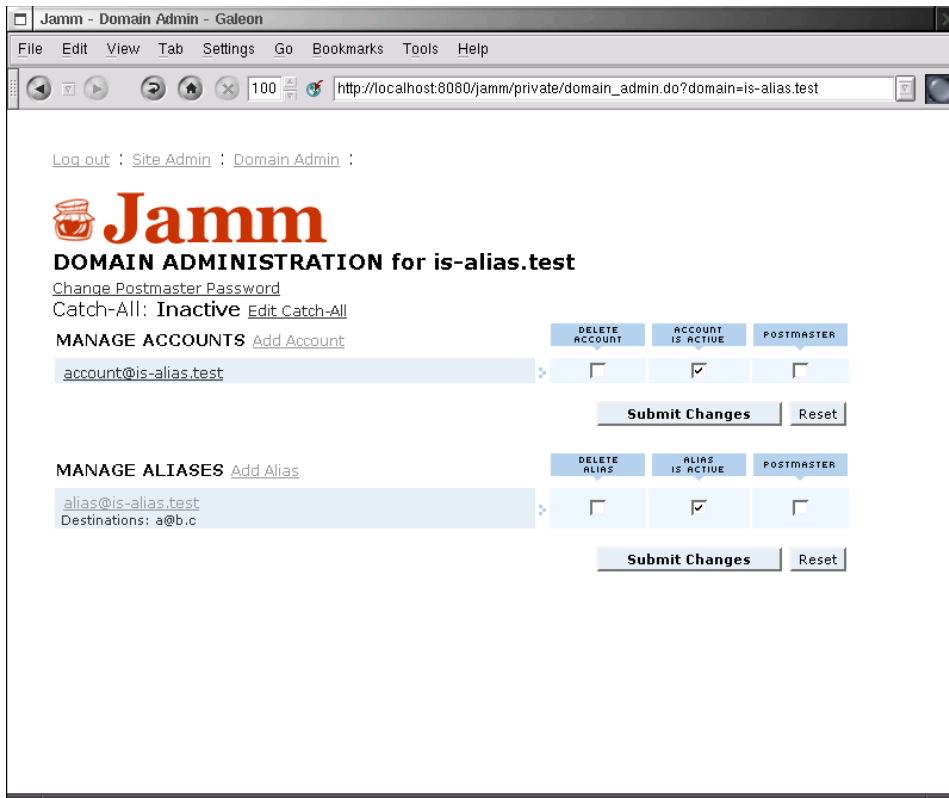 Jamm - Domain Admin - Galeon
File Edit View Tab Settings Go Bookmarks Tools Help
100 http://localhost:8080/jamm/private/domain_admin.do?domain=is-alias.test
Log out : Site Admin : Domain Admin :
Jamm
DOMAIN ADMINISTRATION for is-alias.test
Change Postmaster Password
Catch-All: Inactive Edit Catch-All
MANAGE ACCOUNTS Add Account DELETE ACCOUNT ACCOUNT IS ACTIVE POSTMASTER
account@is-alias.test
Submit Changes Reset
MANAGE ALIASES Add Alias DELETE ALIAS ALIAS IS ACTIVE POSTMASTER
alias@is-alias.test
Destinations: a@b.c
Submit Changes Reset